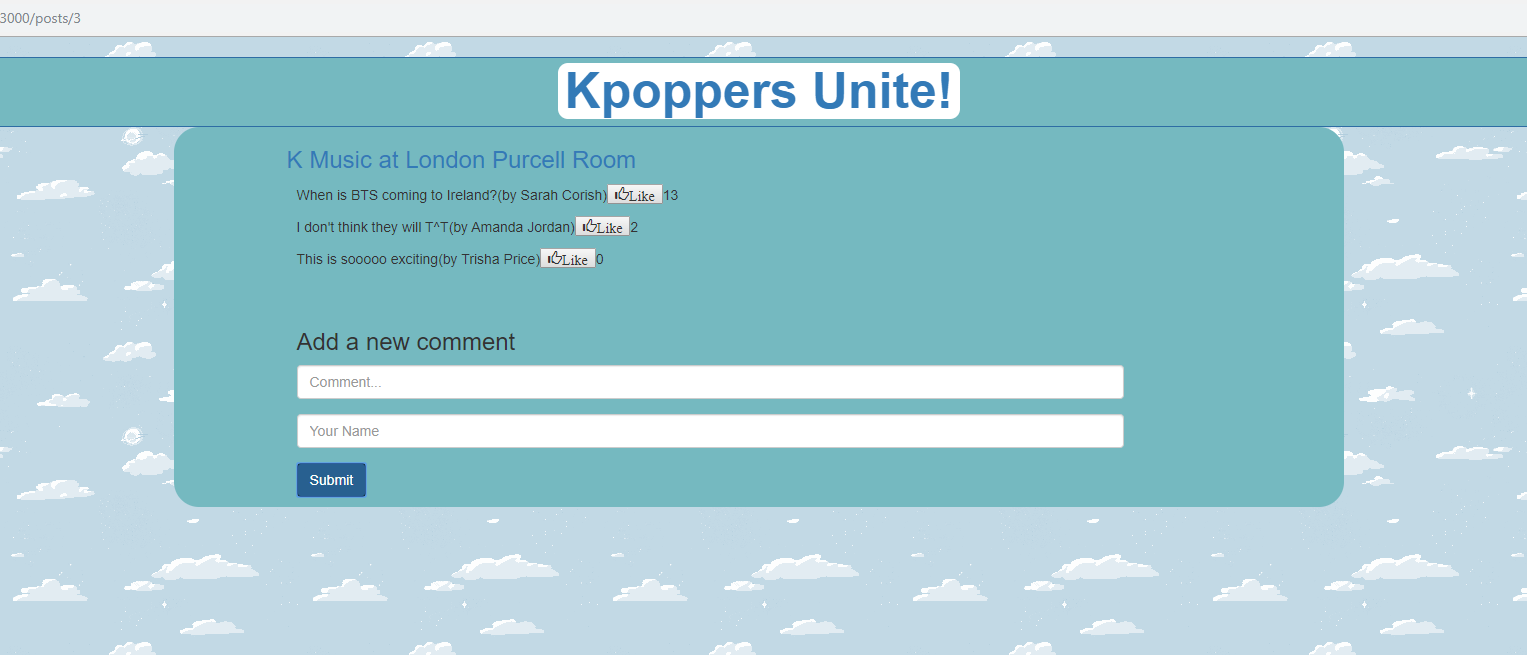 3000/posts/3
Kpoppers Unite!
K Music at London Purcell Room
When is BTS coming to Ireland?(by Sarah Corish)Like 13
I don't think they will T^T(by Amanda Jordan)Like 2
This is sooooo exciting(by Trisha Price)Like 0
Add a new comment
Comment...
Your Name
Submit